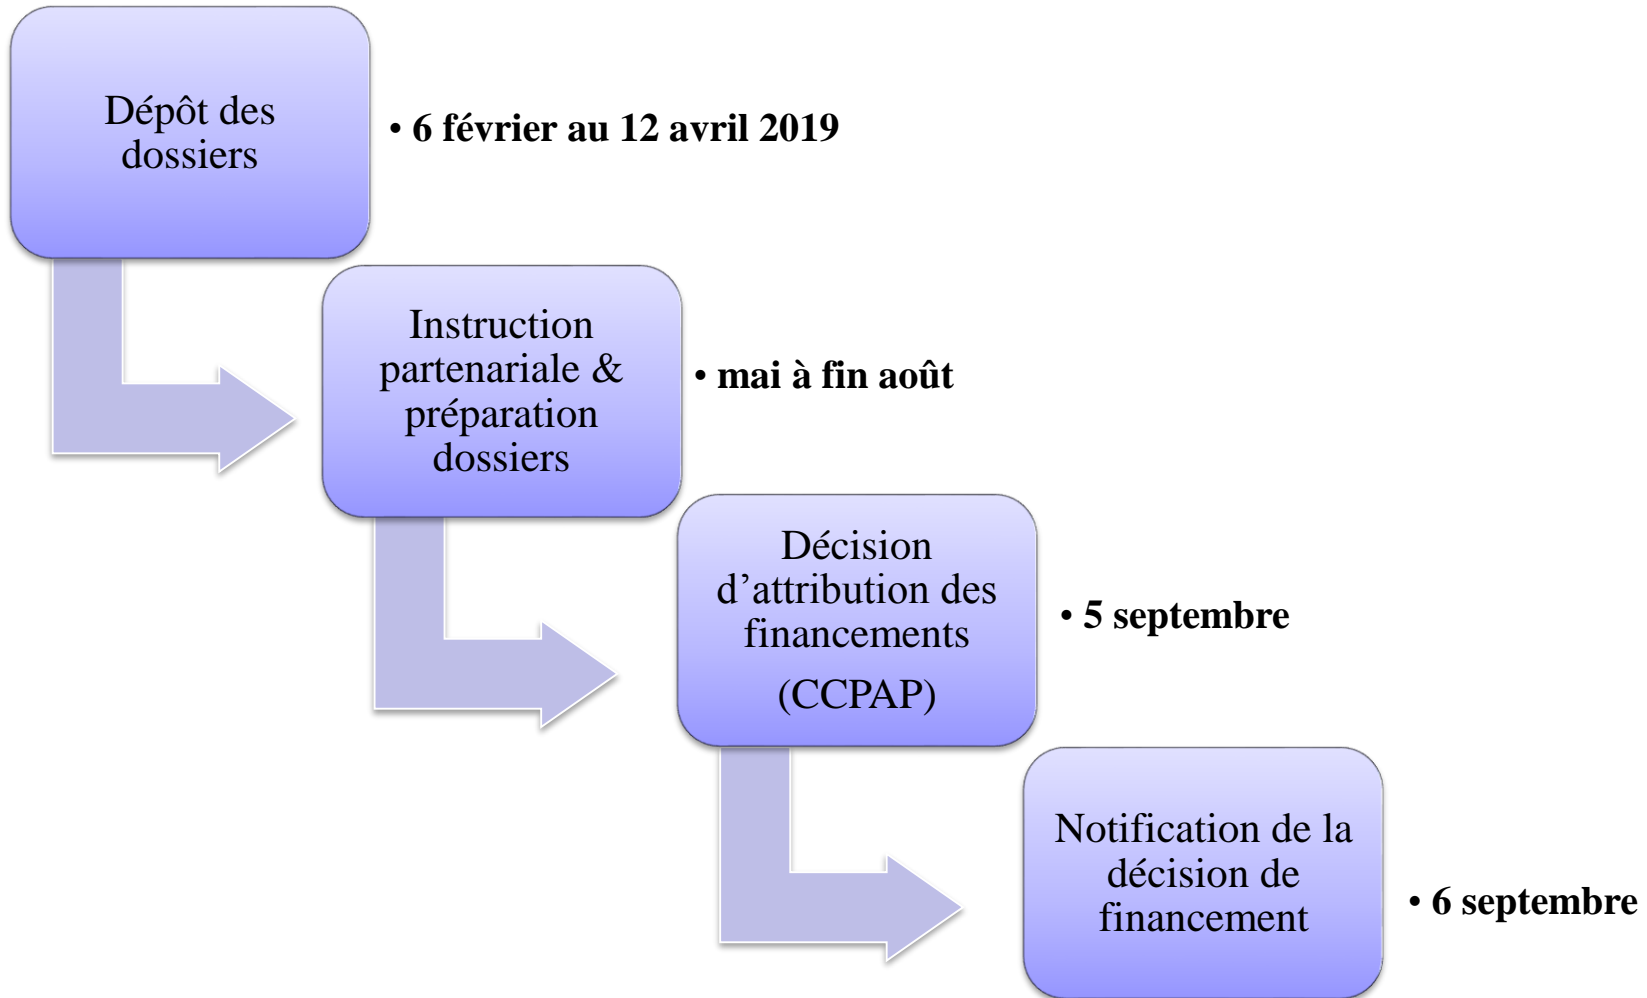 Dépôt des
dossiers
• 6 février au 12 avril 2019
Instruction
partenariale &
préparation
dossiers
• mai à fin août
Décision
d’attribution des
financements
(CCPAP)
• 5 septembre
Notification de la
décision de
financement
• 6 septembre